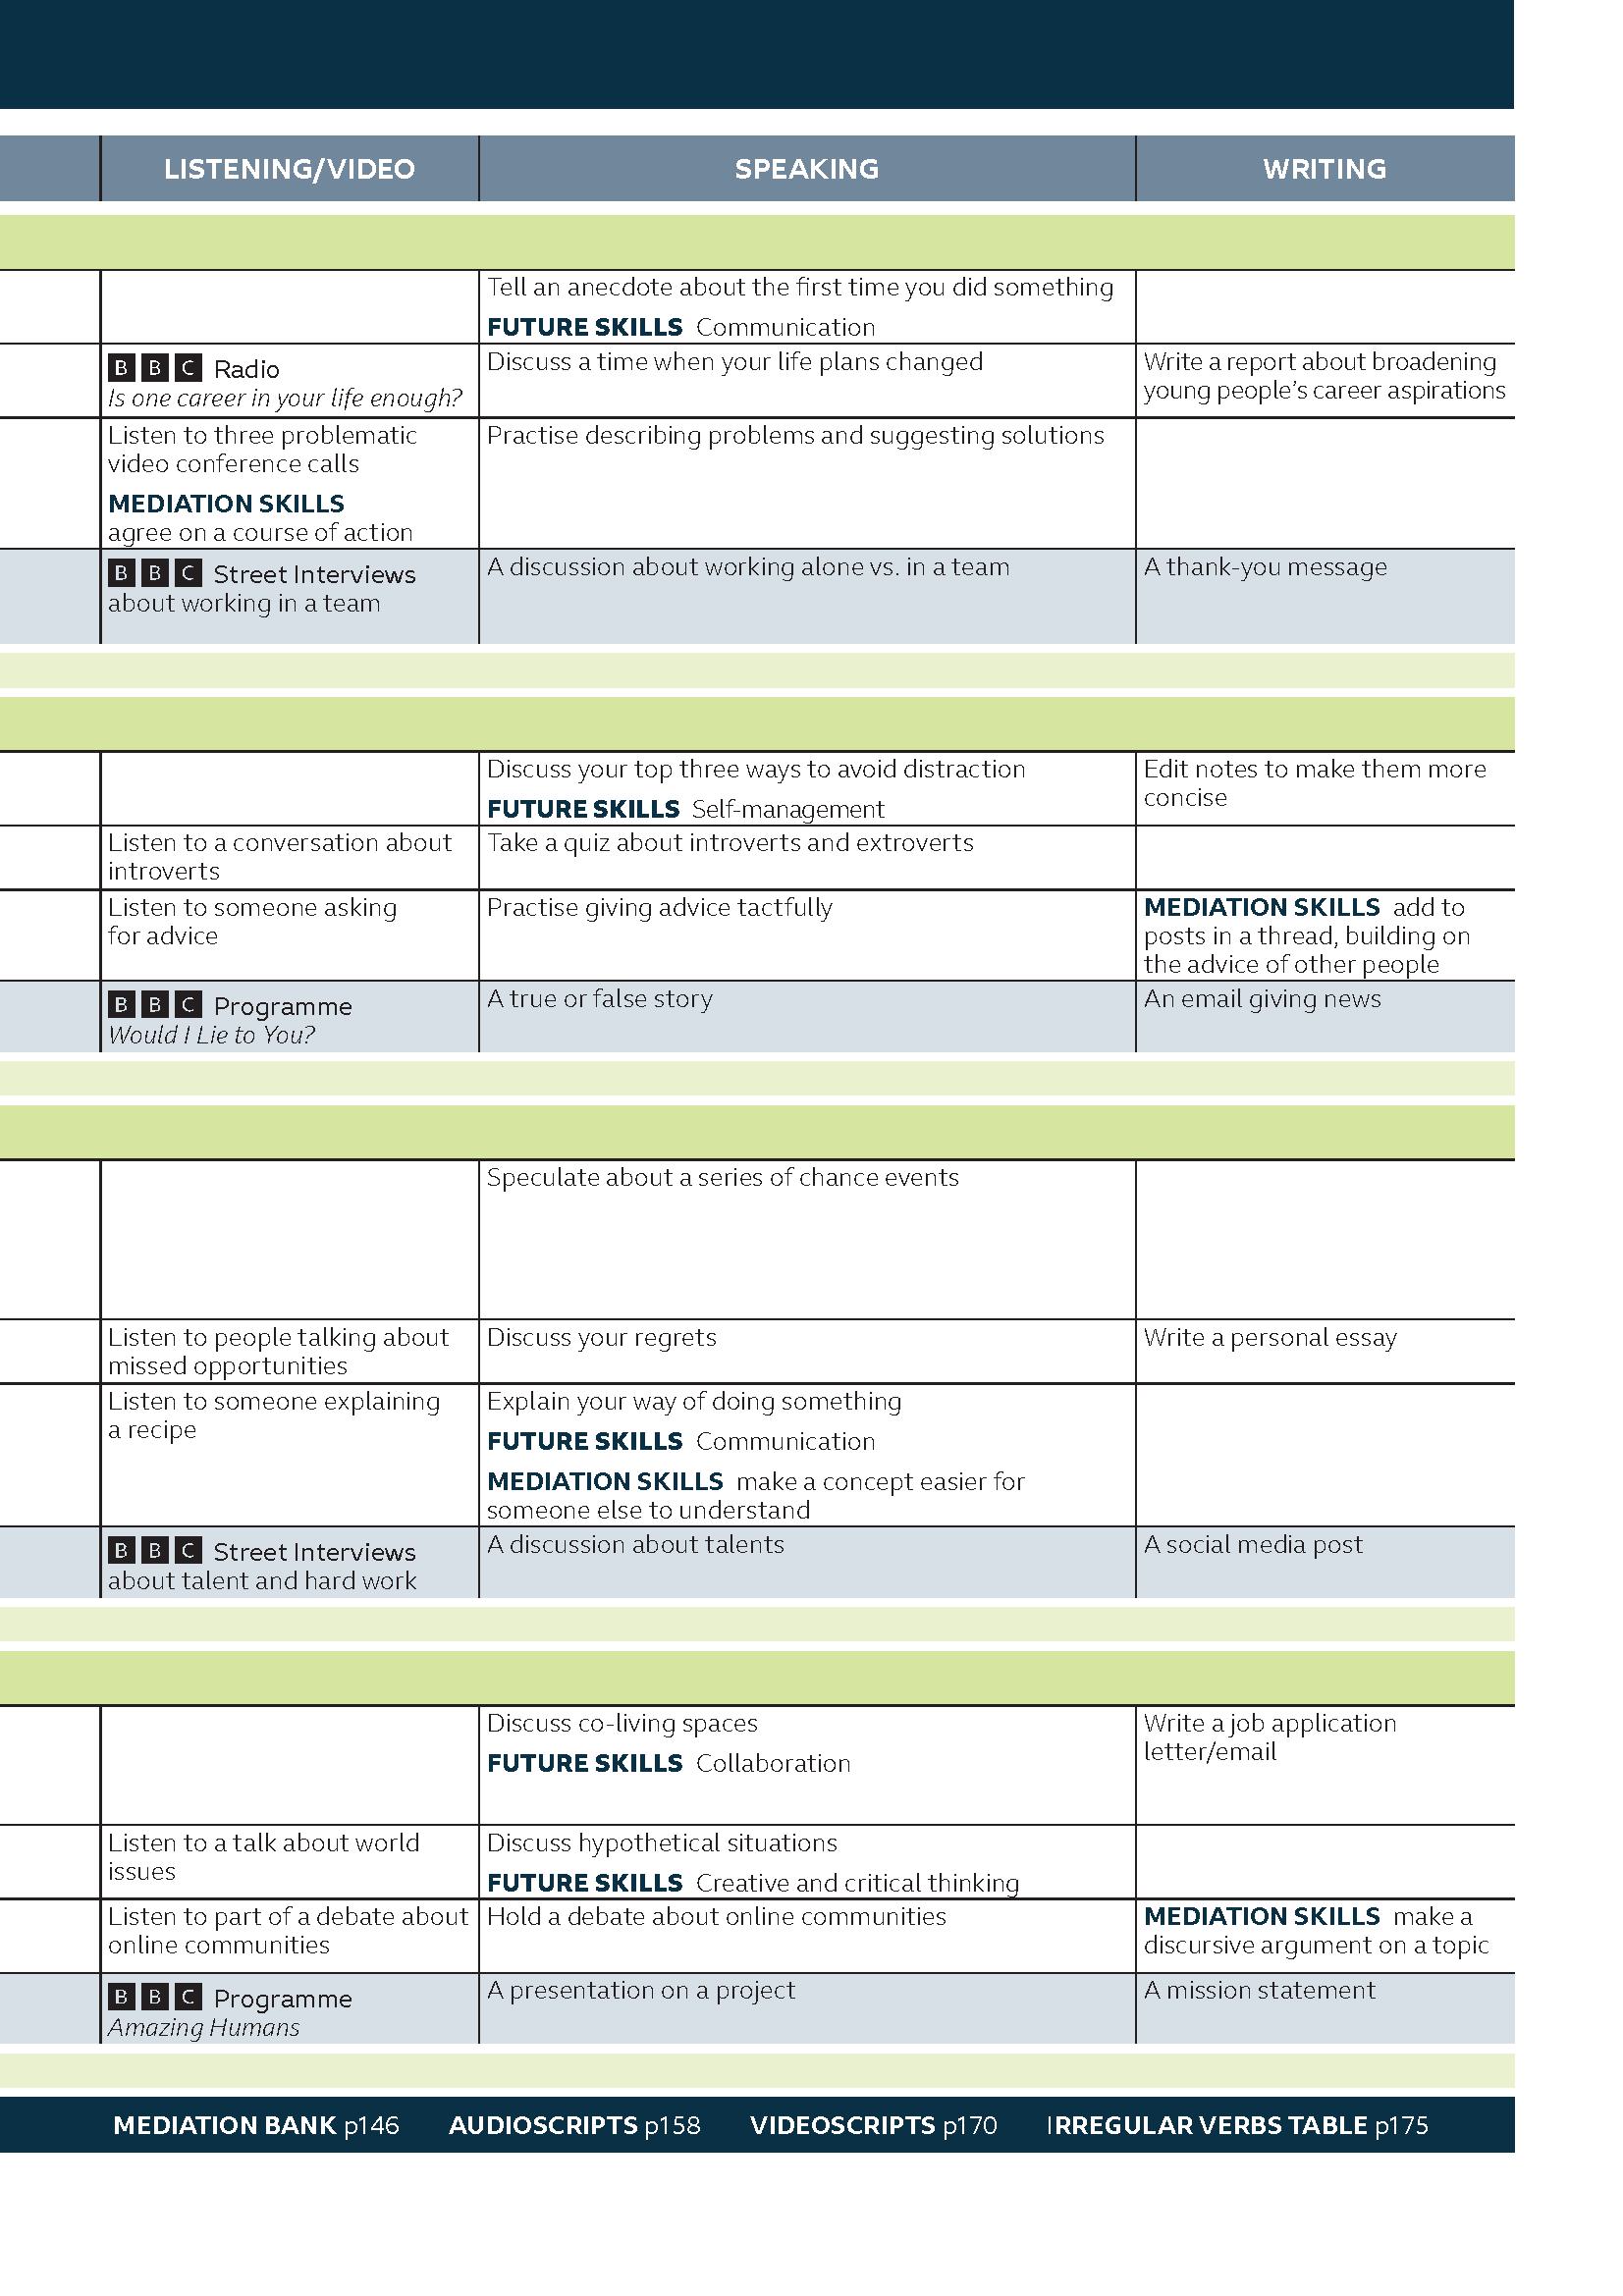 LISTENING/VIDEO
SPEAKING
WRITING
Tell an anecdote about the first time you did something
FUTURE SKILLS Communication
BBC Radio
Is one career in your life enough?
Discuss a time when your life plans changed
Write a report about broadening
young people's career aspirations
Listen to three problematic
video conference calls
MEDIATION SKILLS
agree on a course of action
Practise describing problems and suggesting solutions
BBC Street Interviews
about working in a team
A discussion about working alone vs. in a team
A thank-you message
Discuss your top three ways to avoid distraction
FUTURE SKILLS Self-management
Edit notes to make them more
concise
Listen to a conversation about
introverts
Take a quiz about introverts and extroverts
Listen to someone asking
for advice
Practise giving advice tactfully
MEDIATION SKILLS add to
posts in a thread, building on
the advice of other people
BBC Programme
Would I Lie to You?
A true or false story
An email giving news
Speculate about a series of chance events
Listen to people talking about
missed opportunities
Discuss your regrets
Write a personal essay
Listen to someone explaining
a recipe
Explain your way of doing something
FUTURE SKILLS Communication
MEDIATION SKILLS make a concept easier for
someone else to understand
BBC Street Interviews
about talent and hard work
A discussion about talents
A social media post
Discuss co-living spaces
FUTURE SKILLS Collaboration
Write a job application
letter/email
Listen to a talk about world
issues
Discuss hypothetical situations
FUTURE SKILLS Creative and critical thinking
Listen to part of a debate about
online communities
Hold a debate about online communities
MEDIATION SKILLS make a
discursive argument on a topic
BBC Programme
Amazing Humans
A presentation on a project
A mission statement
MEDIATION BANK p146 AUDIOSCRIPTS p158 VIDEOSCRIPTS p170 IRREGULAR VERBS TABLE p175